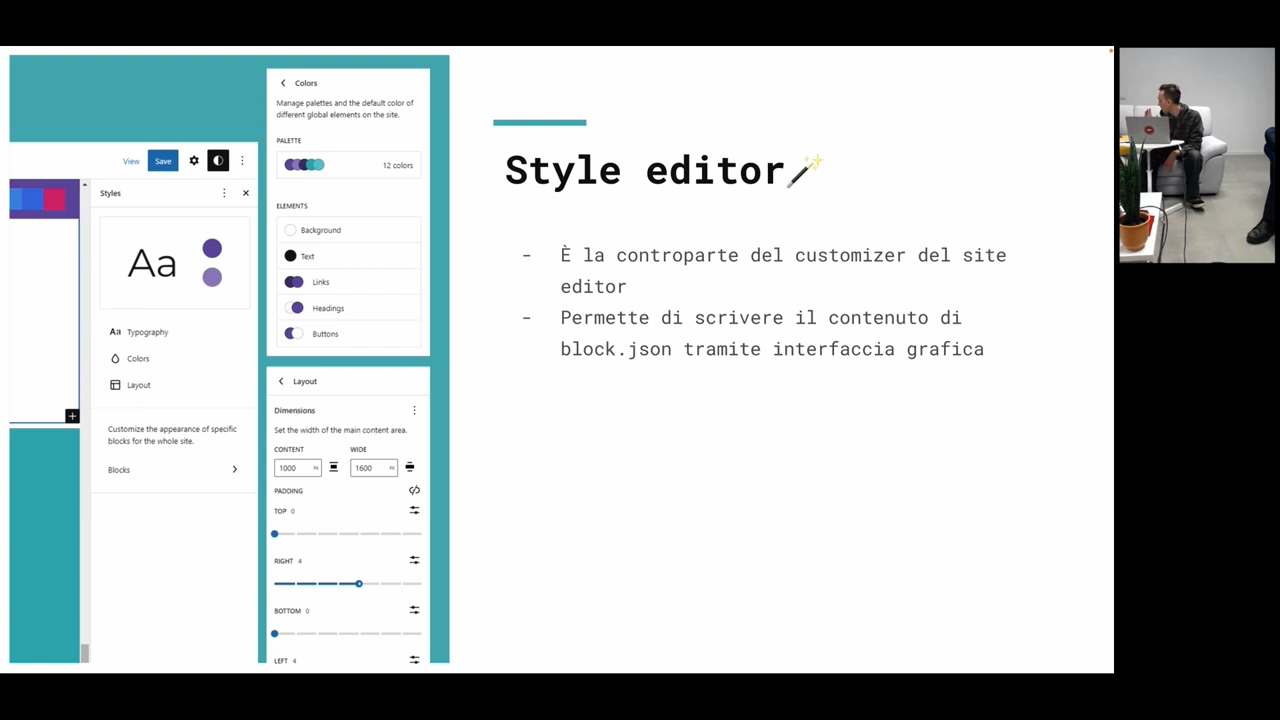 Colors
Manage palettes and the default color of
different global elements on the site.
PALETTE
12 colors
ELEMENTS
Background
Text
Links
Headings
Buttons
View
Save
Styles
Aa
Typography
Colors
Layout
Customize the appearance of specific
blocks for the whole site.
Blocks
Layout
Dimensions
Set the width of the main content area.
CONTENT
WIDE
1000
1600
PADDING
TOP 0
RIGHT 4
BOTTOM 0
LEFT 4
Style editor
- È la controparte del customizer del site
editor
- Permette di scrivere il contenuto di
block.json tramite interfaccia grafica